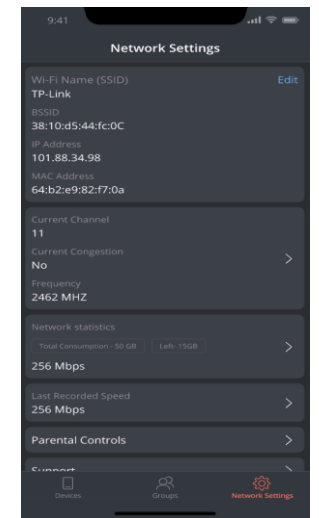 9:41
Network Settings
Wi-Fi Name (SSID)
Edit
TP-Link
BSSID
38:10:d5:44:fc:0C
IP Address
101.88.34.98
MAC Address
64:b2:e9:82:f7:0a
Current Channel
11
Current Congestion
No
Frequency
2462 MHZ
Network statistics
Total Consumption - 50 GB
Left- 15GB
256 Mbps
Last Recorded Speed
256 Mbps
Parental Controls
Support
Devices
Groups
Network Settings